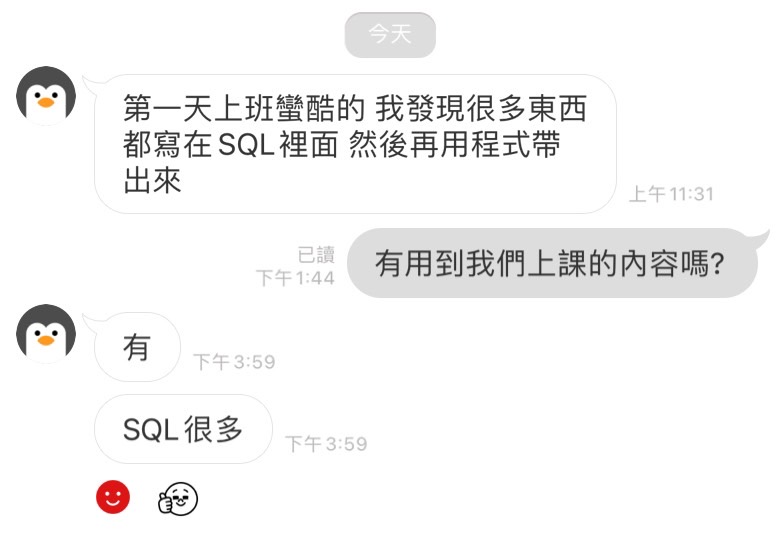 今天
第一天上班蠻酷的 我發現很多東西
都寫在SQL裡面 然後再用程式帶
出來
上午11:31
已讀
下午1:44
有用到我們上課的內容嗎?
有
下午3:59
SQL很多
下午3:59